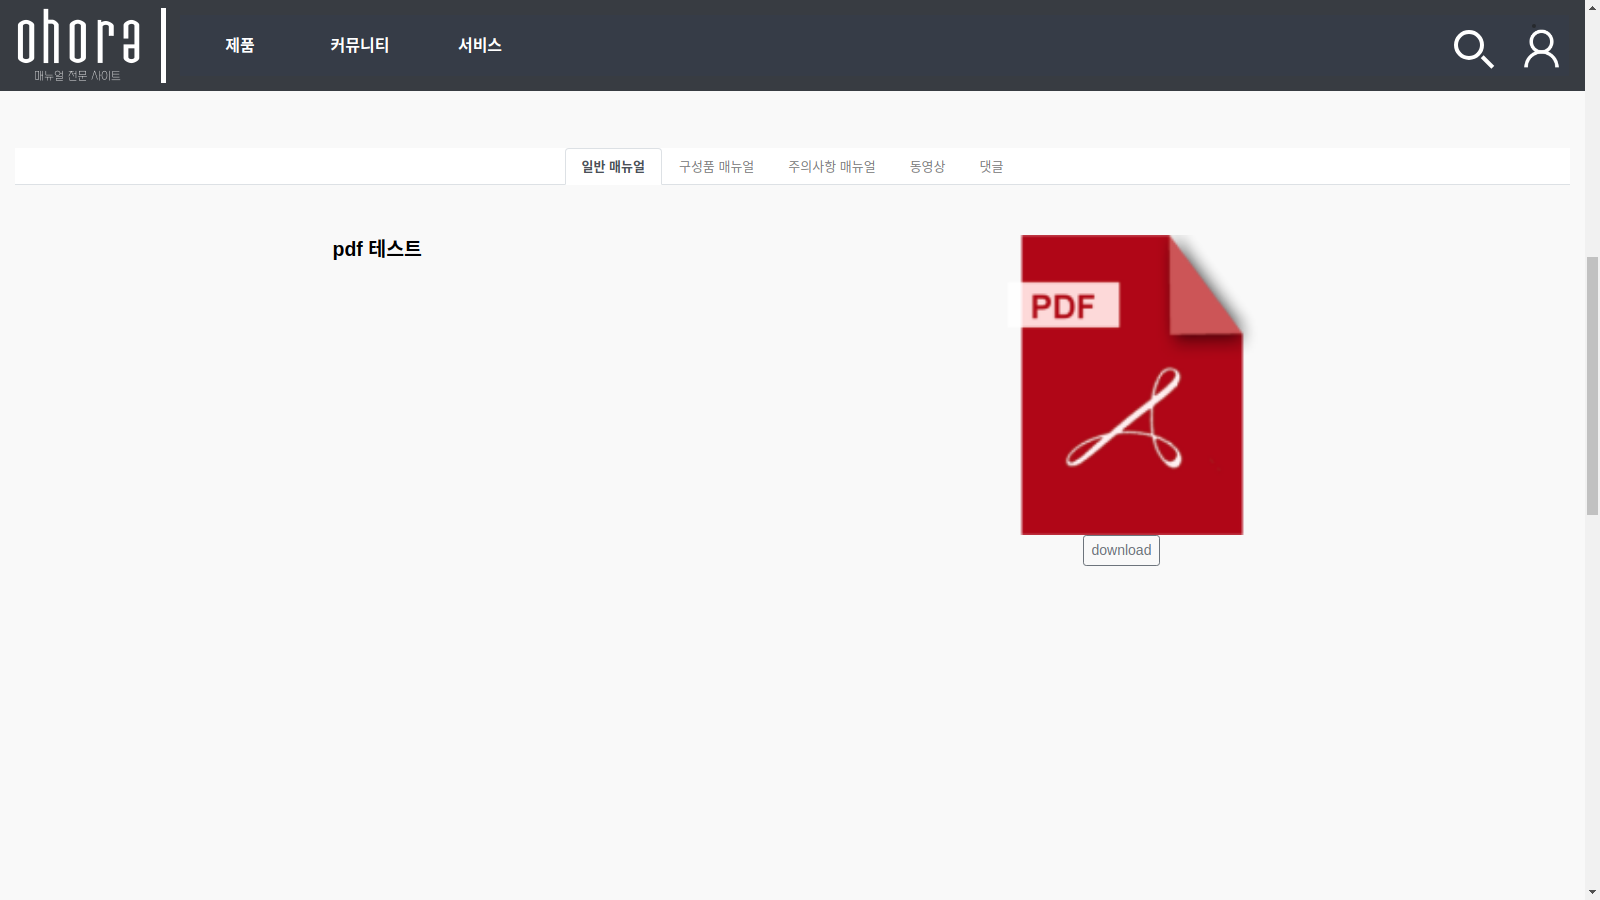 ohora
매뉴얼 전문 사이트
제품
커뮤니티
서비스
일반 매뉴얼
구성품 매뉴얼
주의사항 매뉴얼
동영상
댓글
pdf 테스트
PDF
download